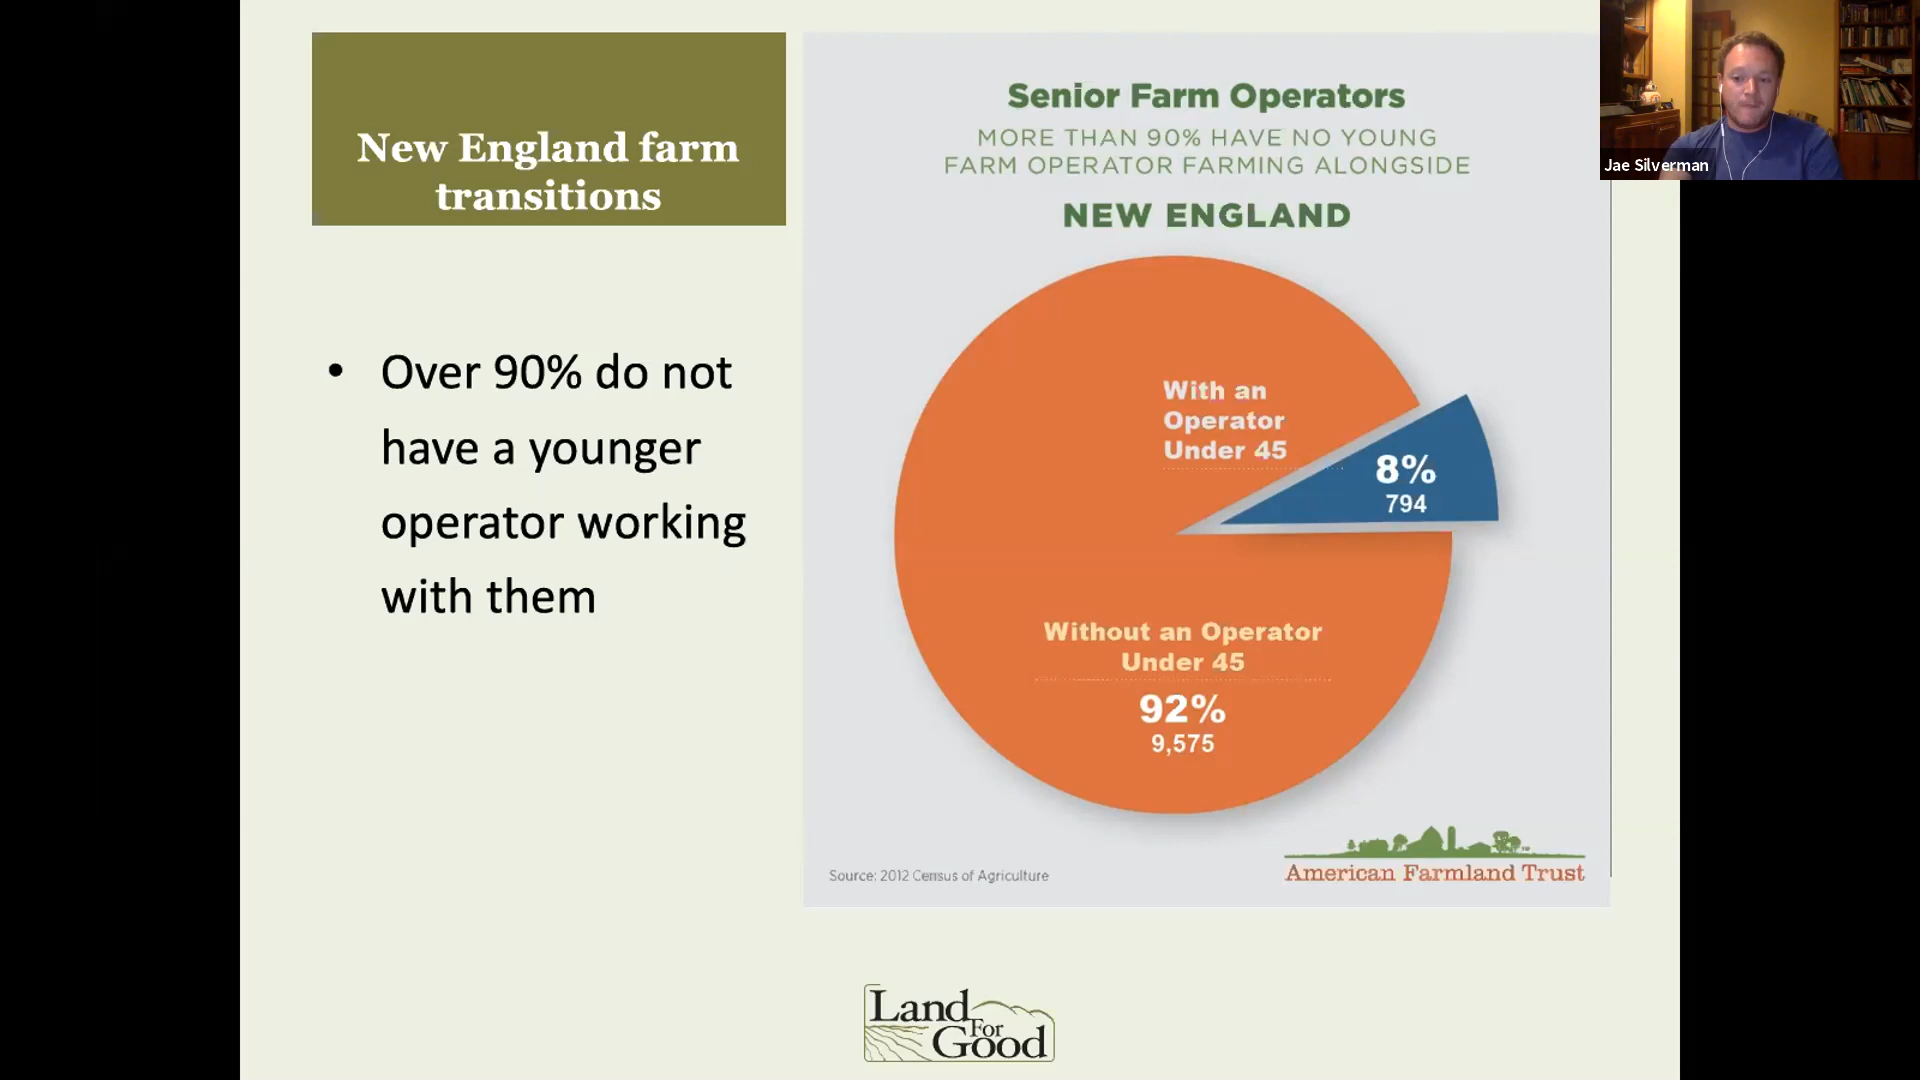 New England farm
transitions
• Over 90% do not
have a younger
operator working
with them
Senior Farm Operators
MORE THAN 90% HAVE NO YOUNG
FARM OPERATOR FARMING ALONGSIDE
NEW ENGLAND
With an
Operator
Under 45
8%
794
Without an Operator
Under 45
92%
9,575
Source: 2012 Census of Agriculture
American Farmland Trust
Land
For
Good
Jae Silverman